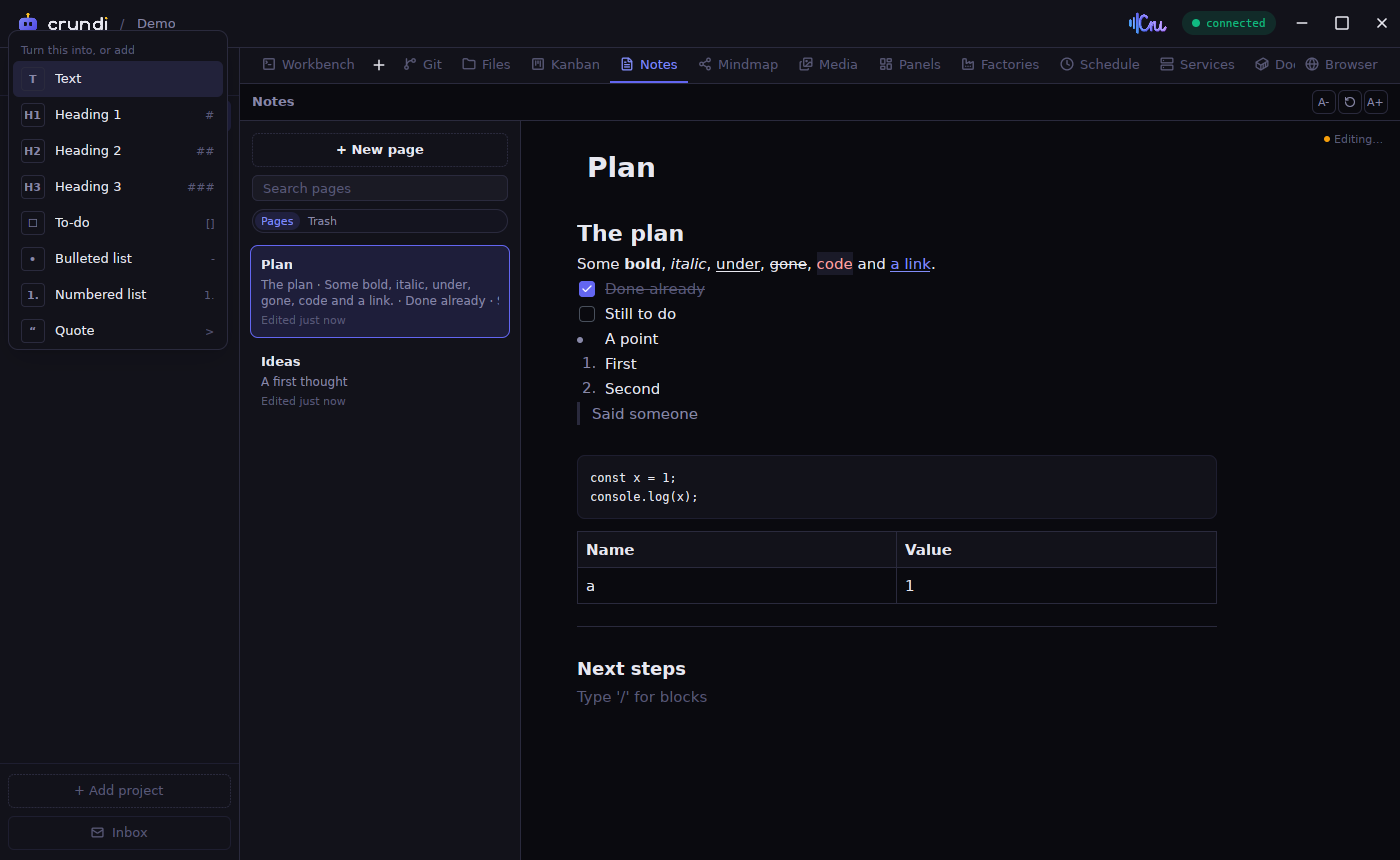 crundi / Demo
Cru
connected
Turn this into, or add
T Text
H1 Heading 1 #
H2 Heading 2 ##
H3 Heading 3 ###
To-do []
• Bulleted list -
1. Numbered list 1.
“ Quote >
+ Add project
Inbox
Workbench + Git Files Kanban Notes Mindmap Media Panels Factories Schedule Services Do Browser
Notes
A- A+
+ New page
Search pages
Pages Trash
Plan
The plan · Some bold, italic, under,
gone, code and a link. · Done already ·
Edited just now
Ideas
A first thought
Edited just now
Editing...
Plan
The plan
Some bold, italic, under, gone, code and a link.
Done already
Still to do
• A point
1. First
2. Second
Said someone
const x = 1;
console.log(x);
Name Value
a 1
Next steps
Type '/' for blocks